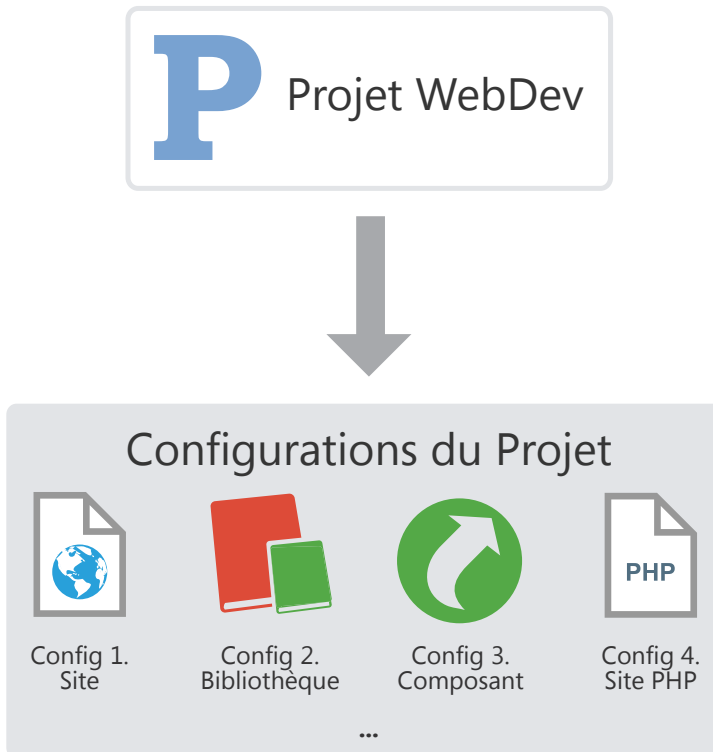 P Projet WebDev
Configurations du Projet
PHP
Config 1.
Site
Config 2.
Bibliothèque
Config 3.
Composant
Config 4.
Site PHP
...